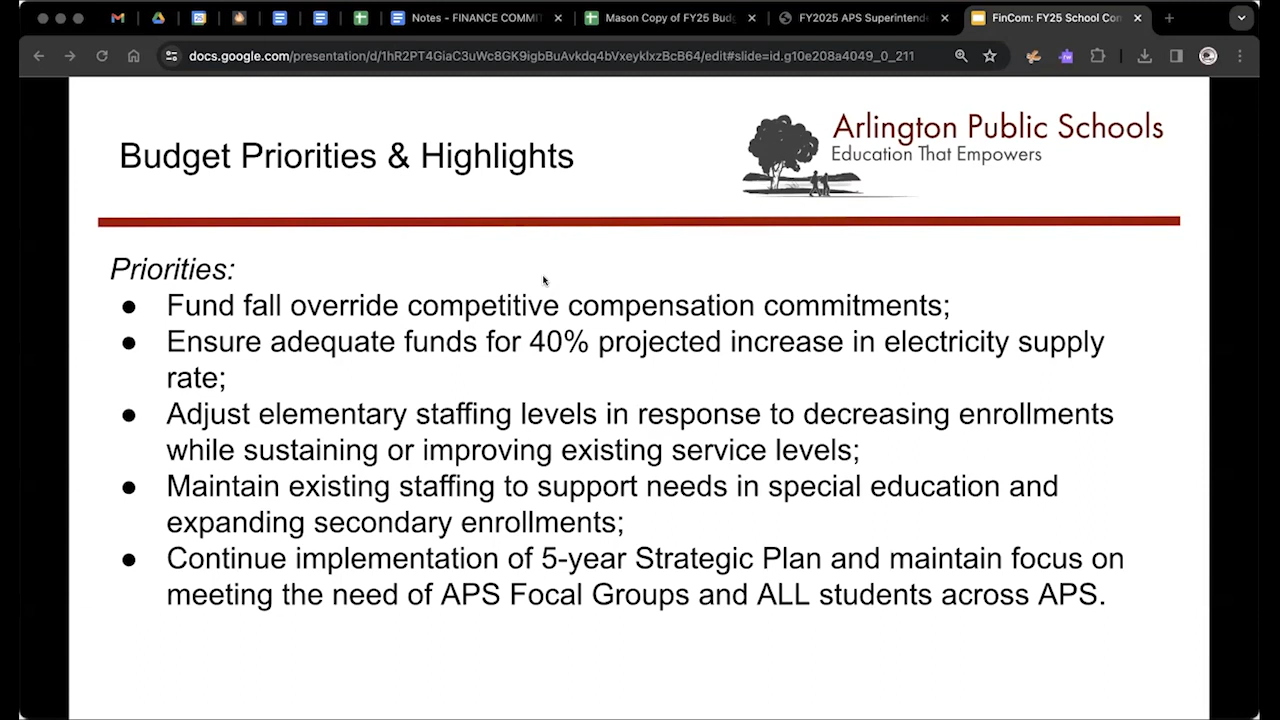 Notes - FINANCE COMMIT
Mason Copy of FY25 Budg
FY2025 APS Superintend
FinCom: FY25 School Com
docs.google.com/presentation/d/1hR2PT4GiaC3uWc8GK9igbBuAvkdq4bVxeyklxzBcB64/edit#slide=id.g10e208a4049_0_211
Arlington Public Schools
Education That Empowers
Budget Priorities & Highlights
Priorities:
● Fund fall override competitive compensation commitments;
● Ensure adequate funds for 40% projected increase in electricity supply
rate;
● Adjust elementary staffing levels in response to decreasing enrollments
while sustaining or improving existing service levels;
● Maintain existing staffing to support needs in special education and
expanding secondary enrollments;
● Continue implementation of 5-year Strategic Plan and maintain focus on
meeting the need of APS Focal Groups and ALL students across APS.